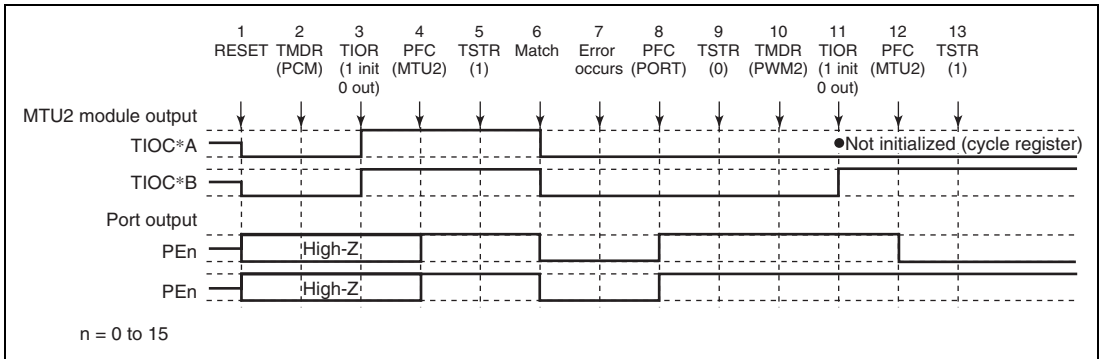 1 2 3 4 5 6 7 8 9 10 11 12 13
RESET TMDR TIOR PFC TSTR Match Error PFC TSTR TMDR TIOR PFC TSTR
(PCM) (1 init (MTU2) (1) occurs (PORT) (0) (PWM2) (1 init (MTU2) (1)
0 out) 0 out)
MTU2 module output
TIOC*A ●Not initialized (cycle register)
TIOC*B
Port output
PEn High-Z
PEn High-Z
n = 0 to 15